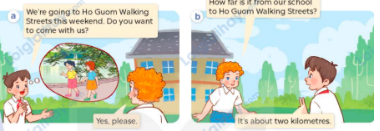 a
We're going to Ho Guom Walking
Streets this weekend. Do you want
to come with us?
Yes, please.
b
How far is it from our school
to Ho Guom Walking Streets?
It's about two kilometres.